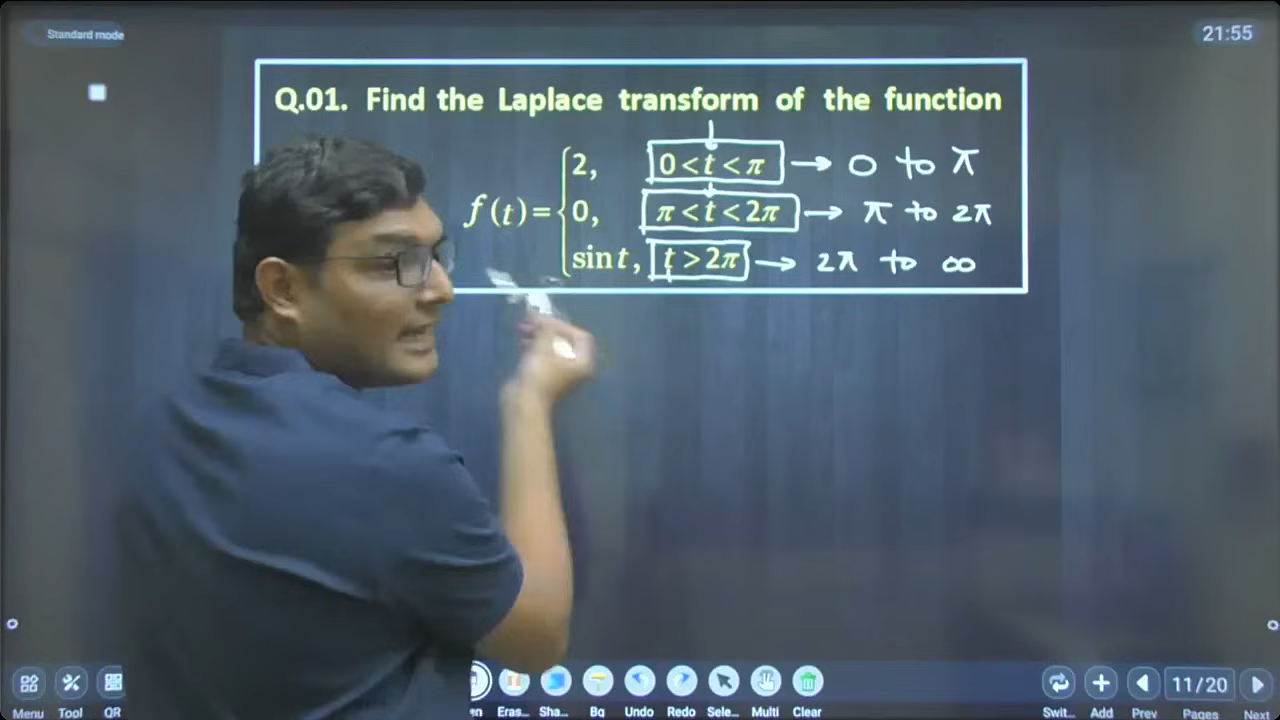 Standard mode
21:55
Q.01. Find the Laplace transform of the function
2, 0 < t < π → 0 to π
f(t) = { 0, π < t < 2π → π to 2π
sin t, t > 2π → 2π to ∞
Menu Tool QR Eras... Sha... Bg Undo Redo Sele... Multi Clear Swit... Add Prev 11/20 Pages Next